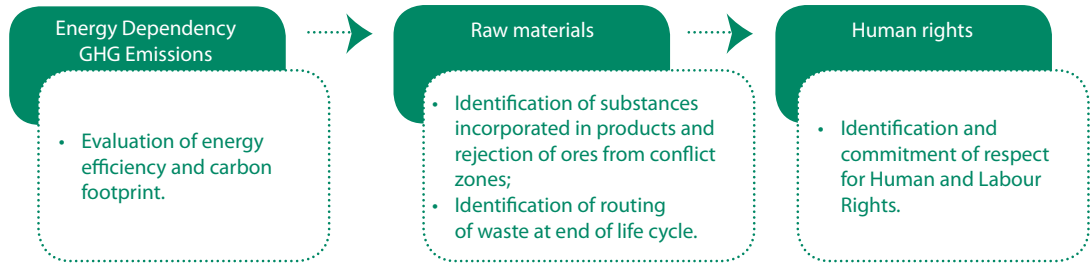 Energy Dependency
GHG Emissions
• Evaluation of energy
efficiency and carbon
footprint.
Raw materials
• Identification of substances
incorporated in products and
rejection of ores from conflict
zones;
• Identification of routing
of waste at end of life cycle.
Human rights
• Identification and
commitment of respect
for Human and Labour
Rights.